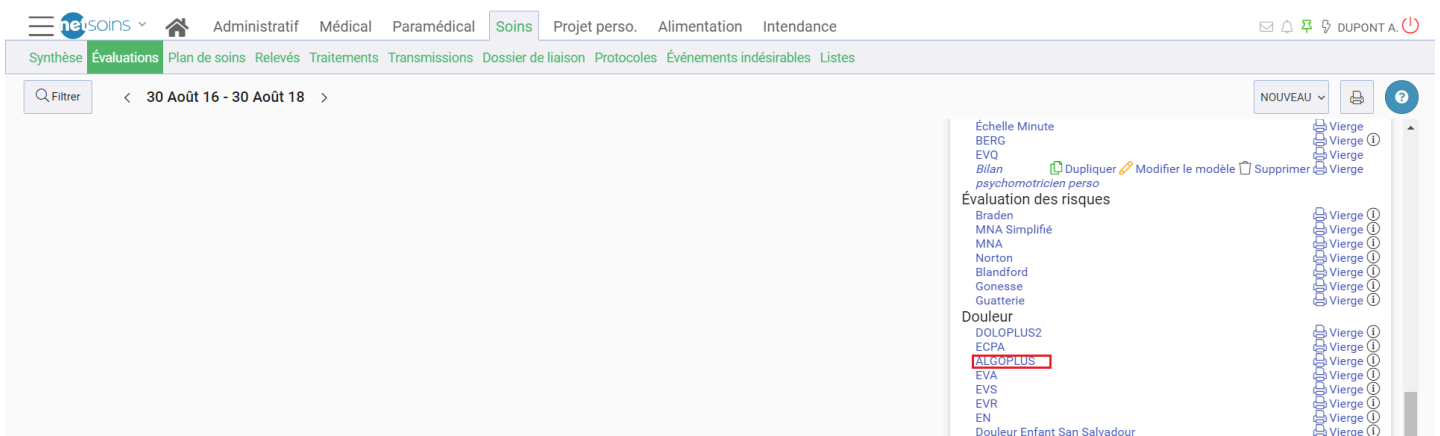 netsoins Administratif Médical Paramédical Soins Projet perso. Alimentation Intendance DUPONT A.
Synthèse Évaluations Plan de soins Relevés Traitements Transmissions Dossier de liaison Protocoles Événements indésirables Listes
Filtrer < 30 Août 16 - 30 Août 18 > NOUVEAU ?
Échelle Minute Vierge
BERG Vierge i
EVQ Vierge
Bilan Dupliquer Modifier le modèle Supprimer Vierge
psychomotricien perso
Évaluation des risques
Braden Vierge i
MNA Simplifié Vierge i
MNA Vierge i
Norton Vierge i
Blandford Vierge i
Gonesse Vierge i
Guatterie Vierge i
Douleur
DOLOPLUS2 Vierge i
ECPA Vierge i
ALGOPLUS Vierge i
EVA Vierge i
EVS Vierge i
EVR Vierge i
EN Vierge i
Douleur Enfant San Salvadour Vierge i